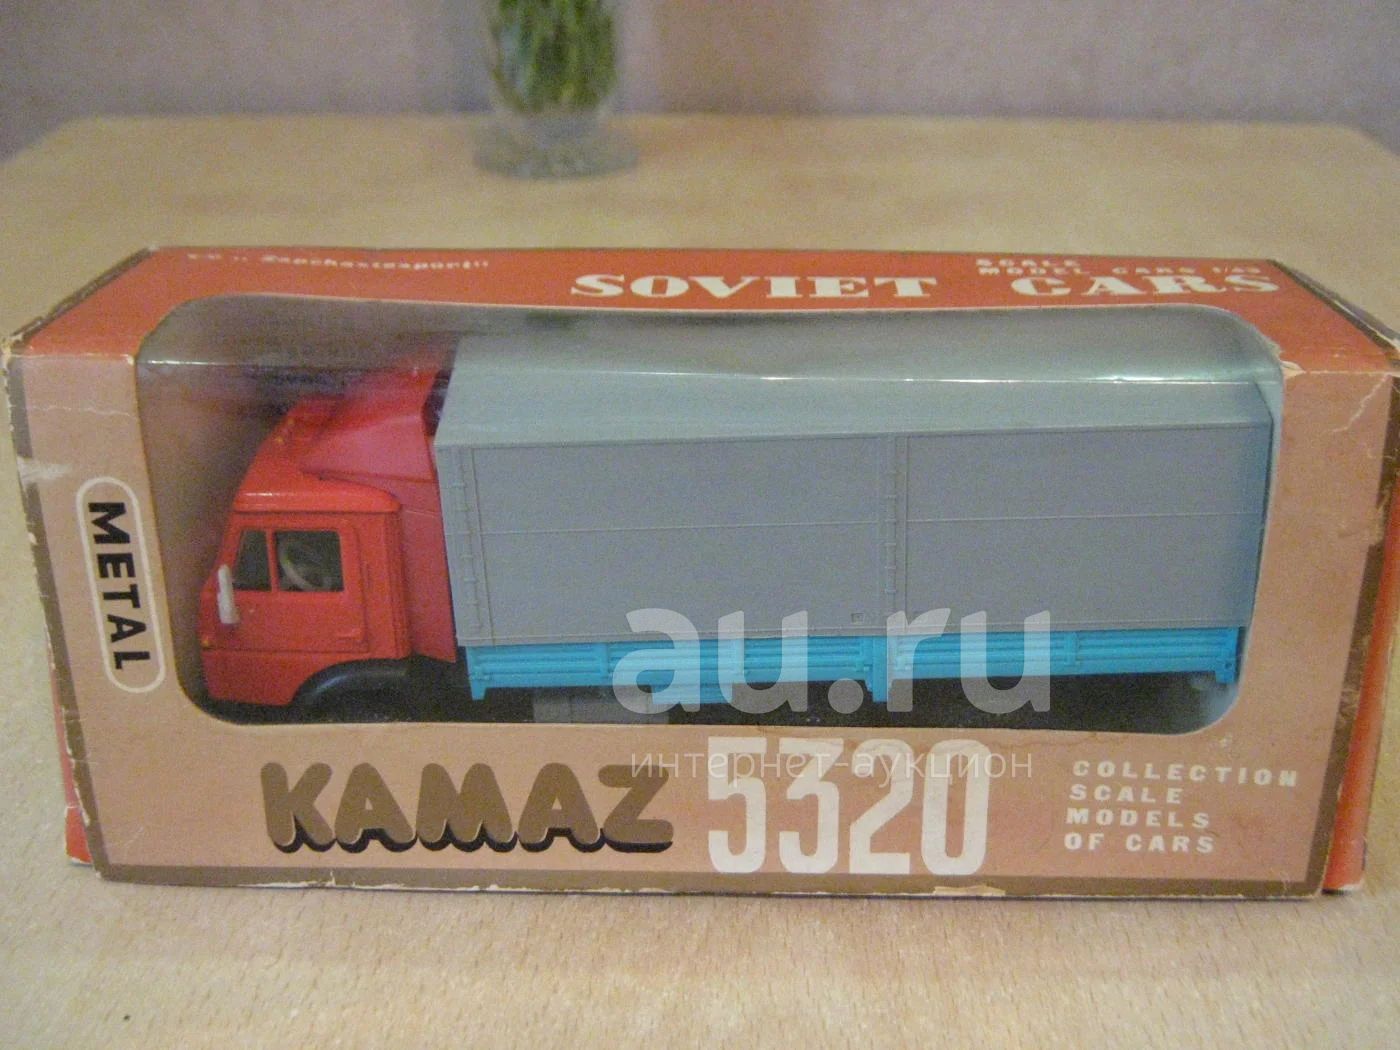 V/O „Zapchastexport"
SCALE
MODEL CARS 1/43
SOVIET CARS
METAL
au.ru
интернет-аукцион
KAMAZ 5320
COLLECTION
SCALE
MODELS
OF CARS